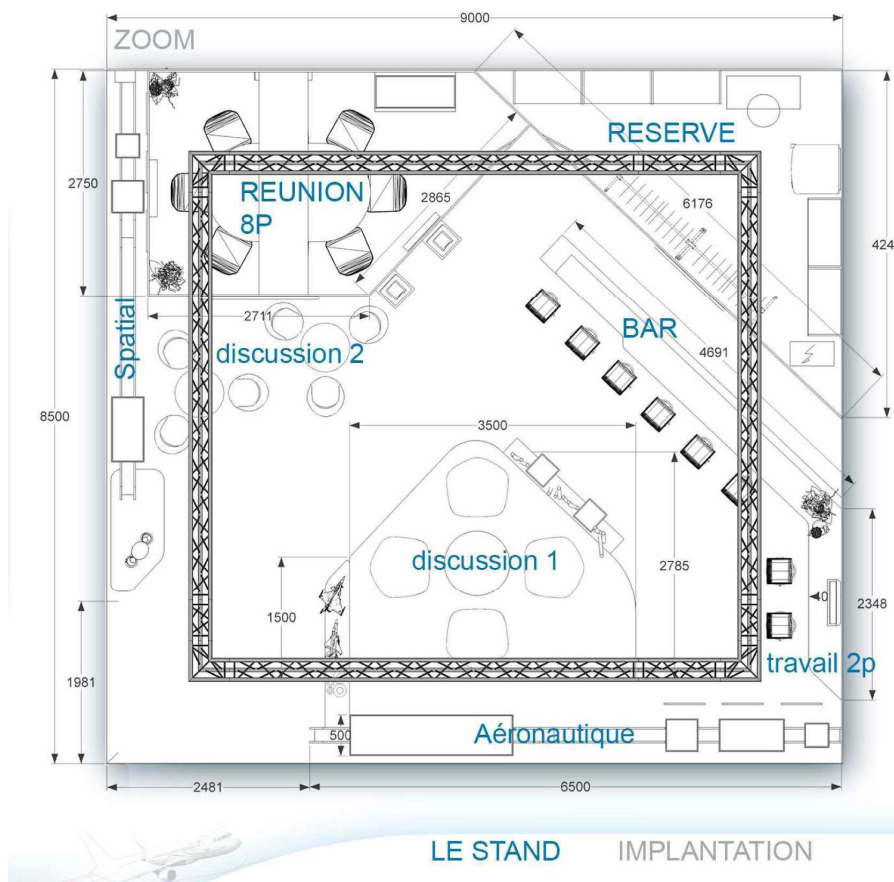 9000
ZOOM
RESERVE
2750
REUNION
8P
2865
6176
424
2711
Spatial
discussion 2
BAR
4691
8500
3500
discussion 1
2785
1500
40
2348
1981
travail 2p
500
Aéronautique
2481
6500
LE STAND
IMPLANTATION